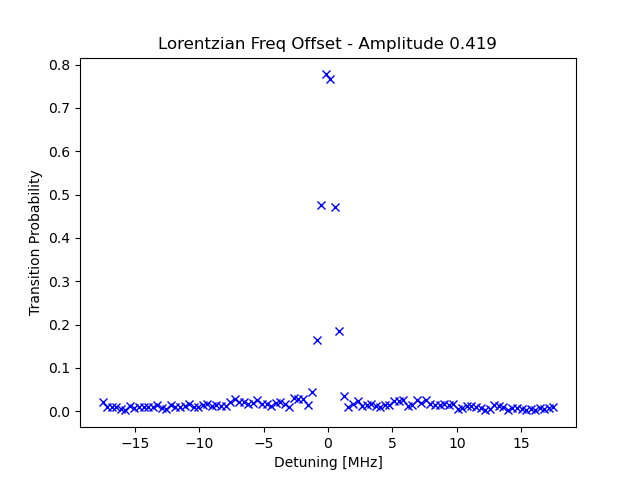 Lorentzian Freq Offset - Amplitude 0.419
Transition Probability
0.8
0.7
0.6
0.5
0.4
0.3
0.2
0.1
0.0
−15 −10 −5 0 5 10 15
Detuning [MHz]